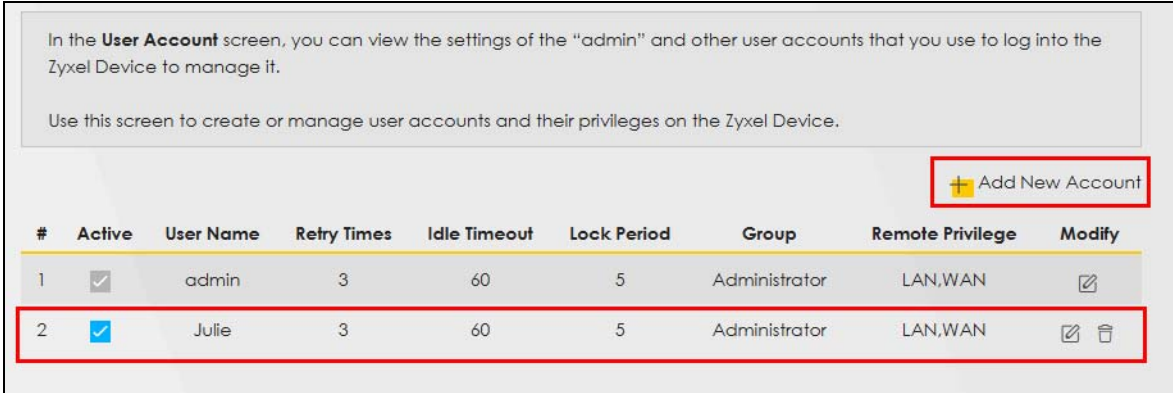 In the User Account screen, you can view the settings of the “admin” and other user accounts that you use to log into the
Zyxel Device to manage it.
Use this screen to create or manage user accounts and their privileges on the Zyxel Device.
Add New Account
# Active User Name Retry Times Idle Timeout Lock Period Group Remote Privilege Modify
1 admin 3 60 5 Administrator LAN,WAN
2 Julie 3 60 5 Administrator LAN,WAN